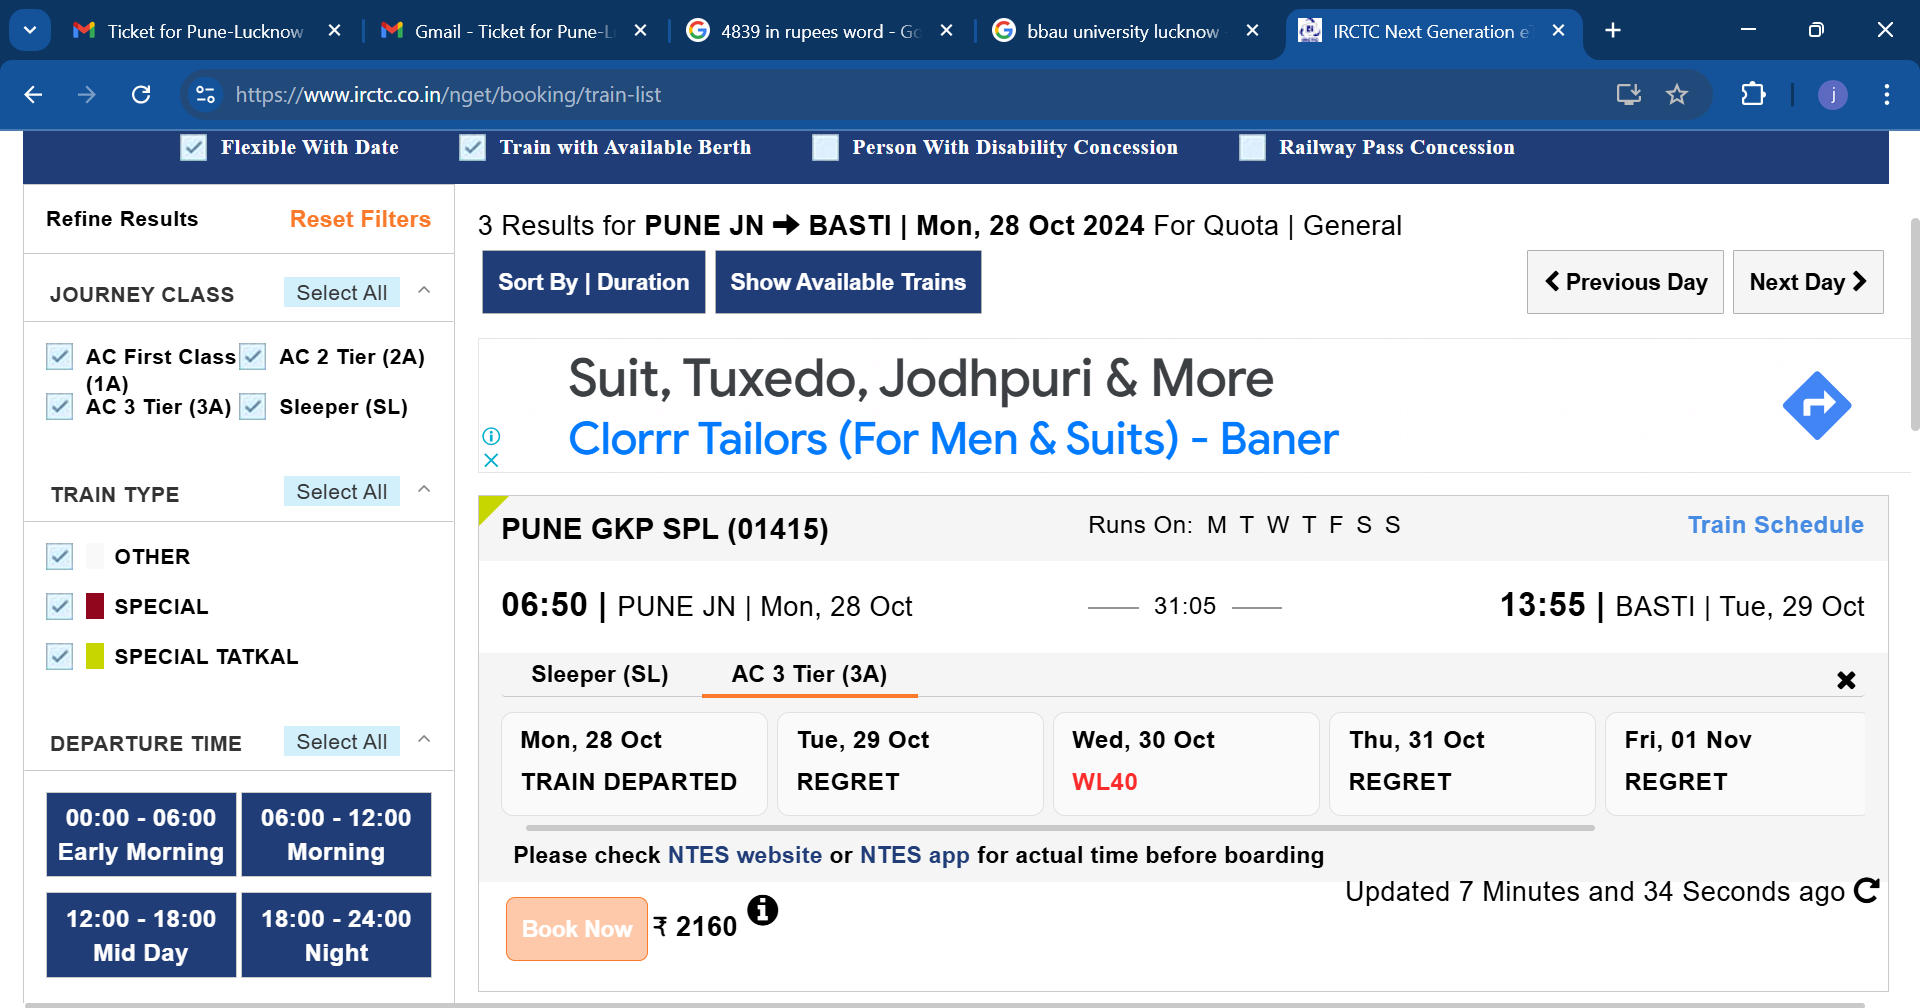 Ticket for Pune-Lucknow
Gmail - Ticket for Pune-L
4839 in rupees word - Go
bbau university lucknow
IRCTC Next Generation eT
https://www.irctc.co.in/nget/booking/train-list
j
Flexible With Date
Train with Available Berth
Person With Disability Concession
Railway Pass Concession
Refine Results
Reset Filters
JOURNEY CLASS
Select All
AC First Class (1A)
AC 2 Tier (2A)
AC 3 Tier (3A)
Sleeper (SL)
TRAIN TYPE
Select All
OTHER
SPECIAL
SPECIAL TATKAL
DEPARTURE TIME
Select All
00:00 - 06:00
Early Morning
06:00 - 12:00
Morning
12:00 - 18:00
Mid Day
18:00 - 24:00
Night
3 Results for PUNE JN ➔ BASTI | Mon, 28 Oct 2024 For Quota | General
Sort By | Duration
Show Available Trains
Previous Day
Next Day
Suit, Tuxedo, Jodhpuri & More
Clorrr Tailors (For Men & Suits) - Baner
PUNE GKP SPL (01415)
Runs On: M T W T F S S
Train Schedule
06:50 | PUNE JN | Mon, 28 Oct
31:05
13:55 | BASTI | Tue, 29 Oct
Sleeper (SL)
AC 3 Tier (3A)
Mon, 28 Oct
TRAIN DEPARTED
Tue, 29 Oct
REGRET
Wed, 30 Oct
WL40
Thu, 31 Oct
REGRET
Fri, 01 Nov
REGRET
Please check NTES website or NTES app for actual time before boarding
Updated 7 Minutes and 34 Seconds ago
Book Now
₹ 2160